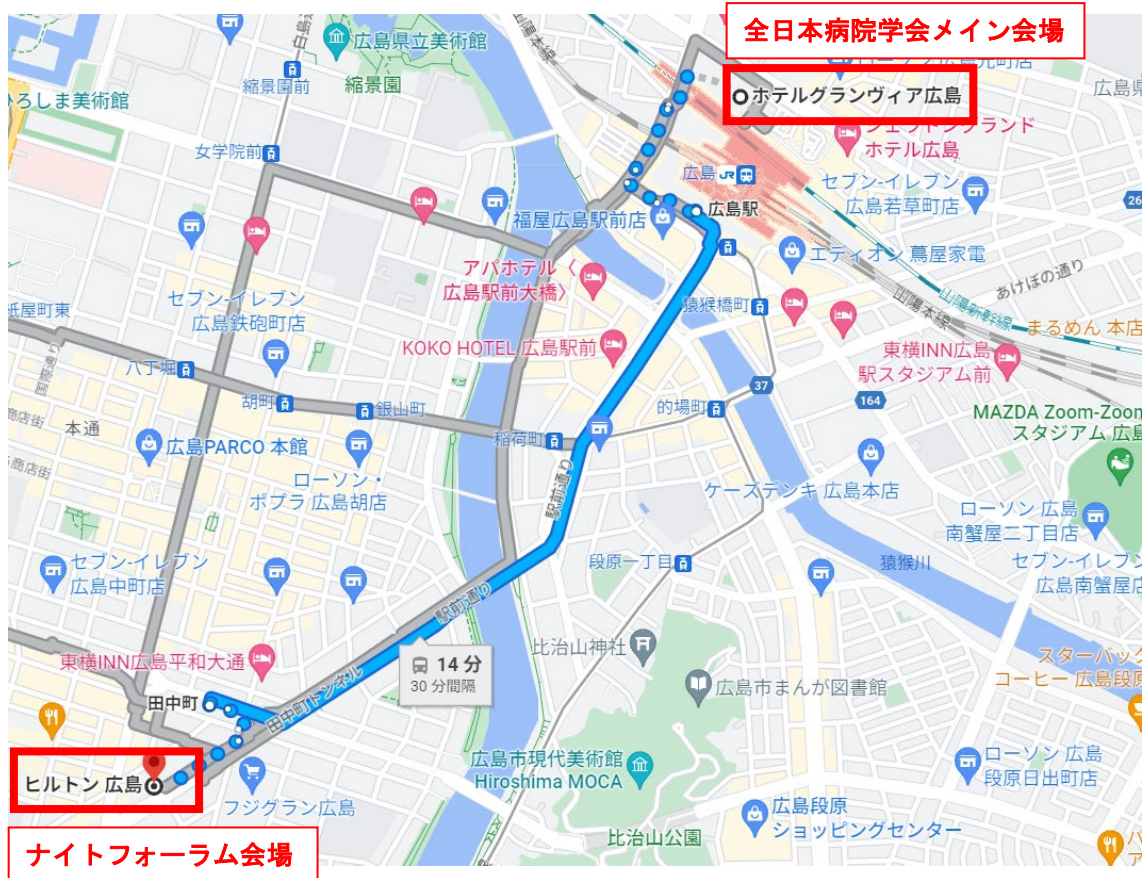 全日本病院学会メイン会場
広島県立美術館
縮景園前
縮景園
ホテルグランヴィア広島
ひろしま美術館
女学院前
シェラトングランド
ホテル広島
広島
JR
セブン-イレブン
広島若草町店
広島駅
福屋広島駅前店
エディオン 蔦屋家電
アパホテル〈
広島駅前大橋〉
あけぼの通り
セブン-イレブン
広島鉄砲町店
猿猴橋町
山陽本線
山陽新幹線
紙屋町東
まるめん 本店
KOKO HOTEL 広島駅前
東横INN広島
駅スタジアム前
八丁堀
37
164
胡町
銀山町
的場町
MAZDA Zoom-Zoom
スタジアム 広島
本通
広島PARCO 本館
稲荷町
ローソン・
ポプラ 広島胡店
駅前通り
ケーズデンキ 広島本店
ローソン 広島
南蟹屋二丁目店
セブン-イレブン
広島中町店
段原一丁目
猿猴川
セブン-イレブン
広島南蟹屋店
駅前通り
比治山神社
東横INN広島平和大通
14 分
30 分間隔
スターバック
コーヒー 広島段原
広島市まんが図書館
田中町
田中町トンネル
広島市現代美術館
Hiroshima MOCA
ローソン 広島
段原日出町店
ヒルトン 広島
フジグラン広島
広島段原
ショッピングセンター
比治山公園
ナイトフォーラム会場